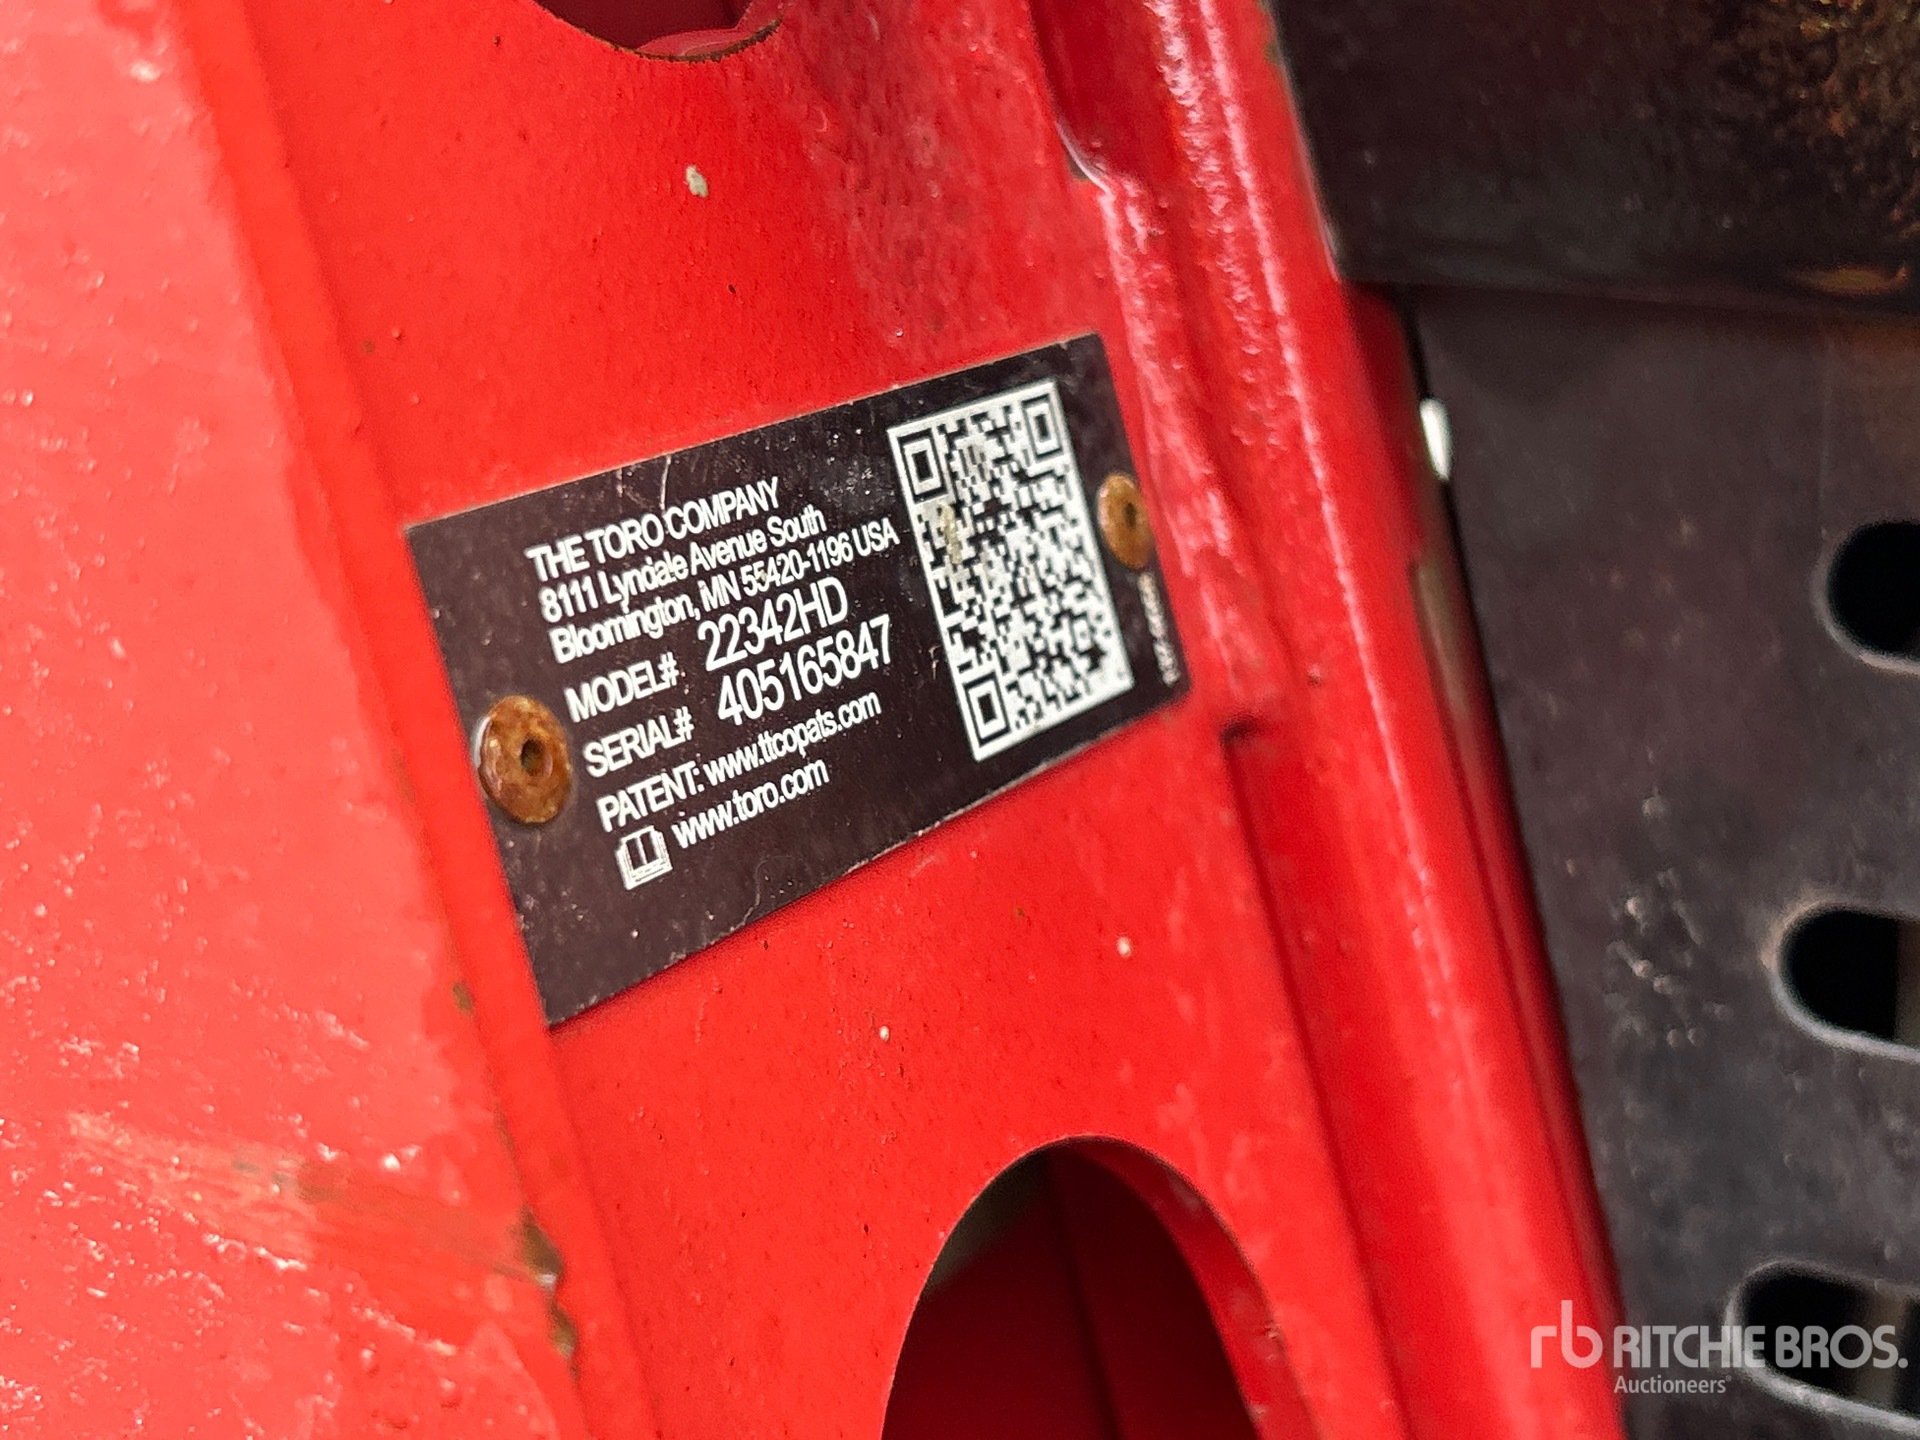 THE TORO COMPANY
8111 Lyndale Avenue South
Bloomington, MN 55420-1196 USA
MODEL# 22342HD
SERIAL# 405165847
PATENT: www.ttcopats.com
www.toro.com
rb RITCHIE BROS.
Auctioneers